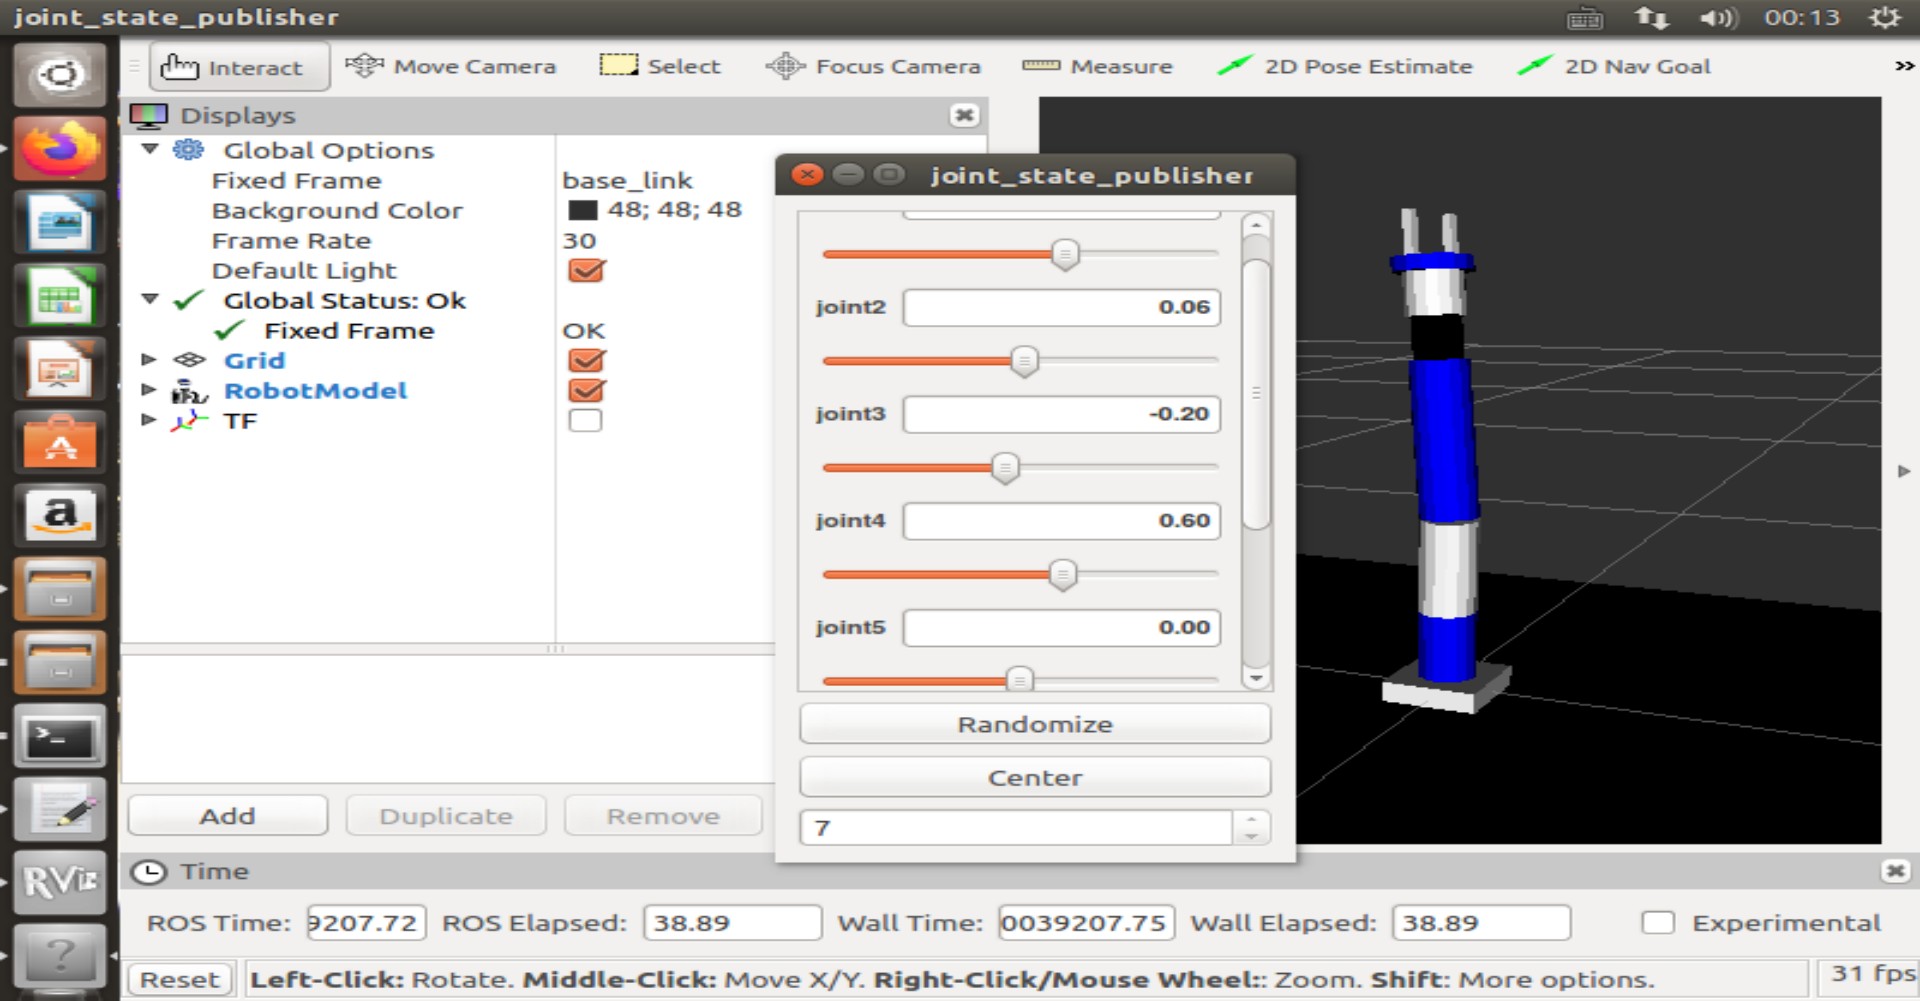 joint_state_publisher
00:13
Interact
Move Camera
Select
Focus Camera
Measure
2D Pose Estimate
2D Nav Goal
»
Displays
Global Options
Fixed Frame base_link
Background Color 48; 48; 48
Frame Rate 30
Default Light
Global Status: Ok
Fixed Frame OK
Grid
RobotModel
TF
joint_state_publisher
joint2 0.06
joint3 -0.20
joint4 0.60
joint5 0.00
Randomize
Center
7
Add
Duplicate
Remove
a
>_
RViz
?
Time
ROS Time: 9207.72 ROS Elapsed: 38.89 Wall Time: 0039207.75 Wall Elapsed: 38.89 Experimental
Reset Left-Click: Rotate. Middle-Click: Move X/Y. Right-Click/Mouse Wheel:: Zoom. Shift: More options. 31 fps